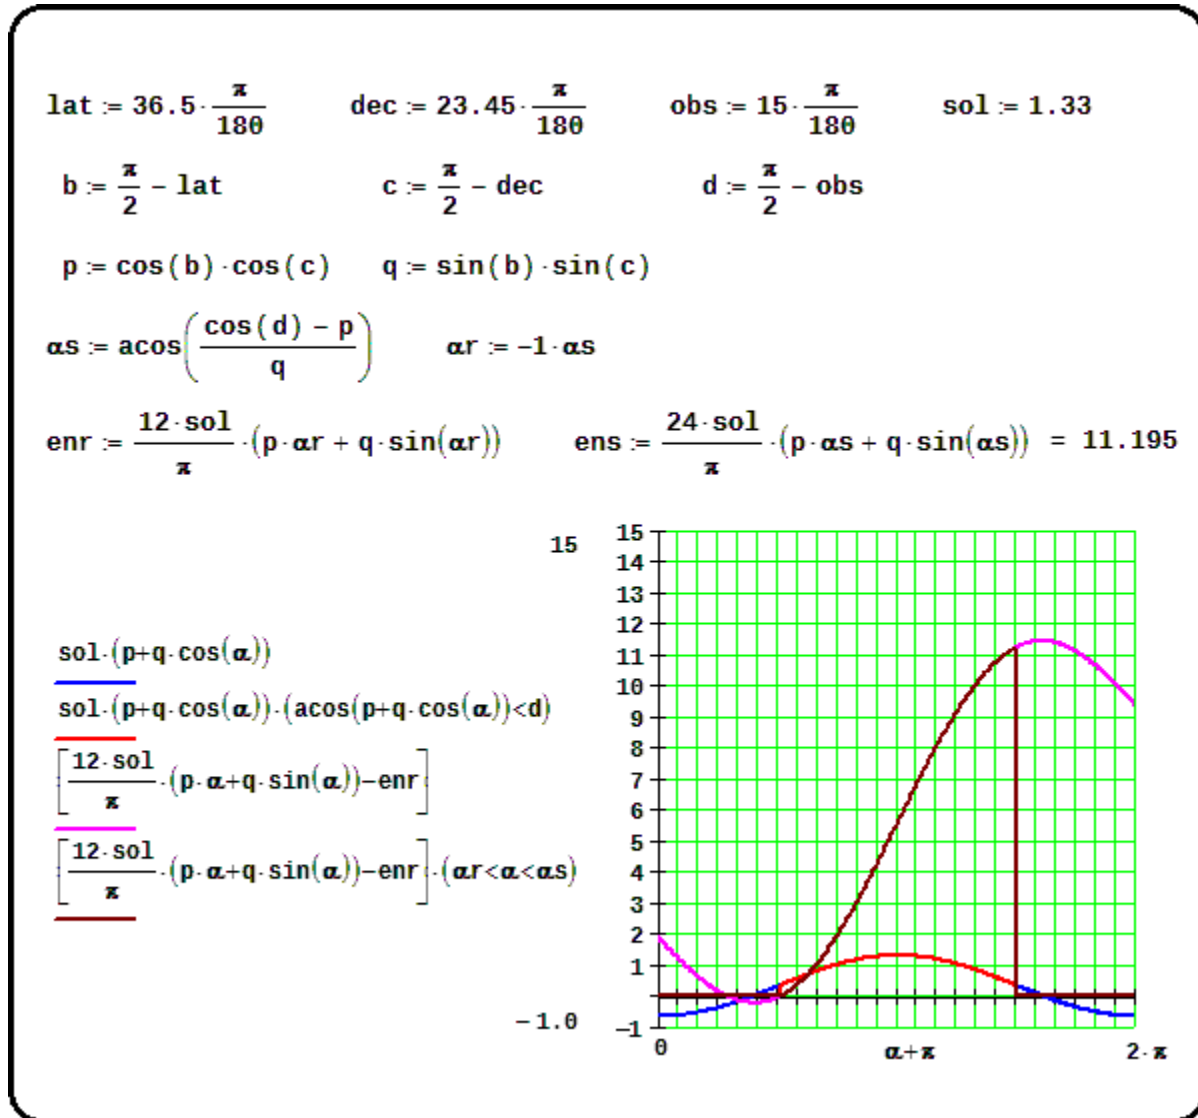 lat := 36.5 · π/180 dec := 23.45 · π/180 obs := 15 · π/180 sol := 1.33
b := π/2 − lat c := π/2 − dec d := π/2 − obs
p := cos(b) · cos(c) q := sin(b) · sin(c)
αs := acos((cos(d) − p)/q) αr := −1 · αs
enr := 12 · sol/π · (p · αr + q · sin(αr)) ens := 24 · sol/π · (p · αs + q · sin(αs)) = 11.195
15
sol · (p+q · cos(α))
sol · (p+q · cos(α)) · (acos(p+q · cos(α))<d)
[12 · sol/π · (p · α+q · sin(α))−enr]
[12 · sol/π · (p · α+q · sin(α))−enr] · (αr<α<αs)
−1.0
15
14
13
12
11
10
9
8
7
6
5
4
3
2
1
−1
0 α+π 2 · π